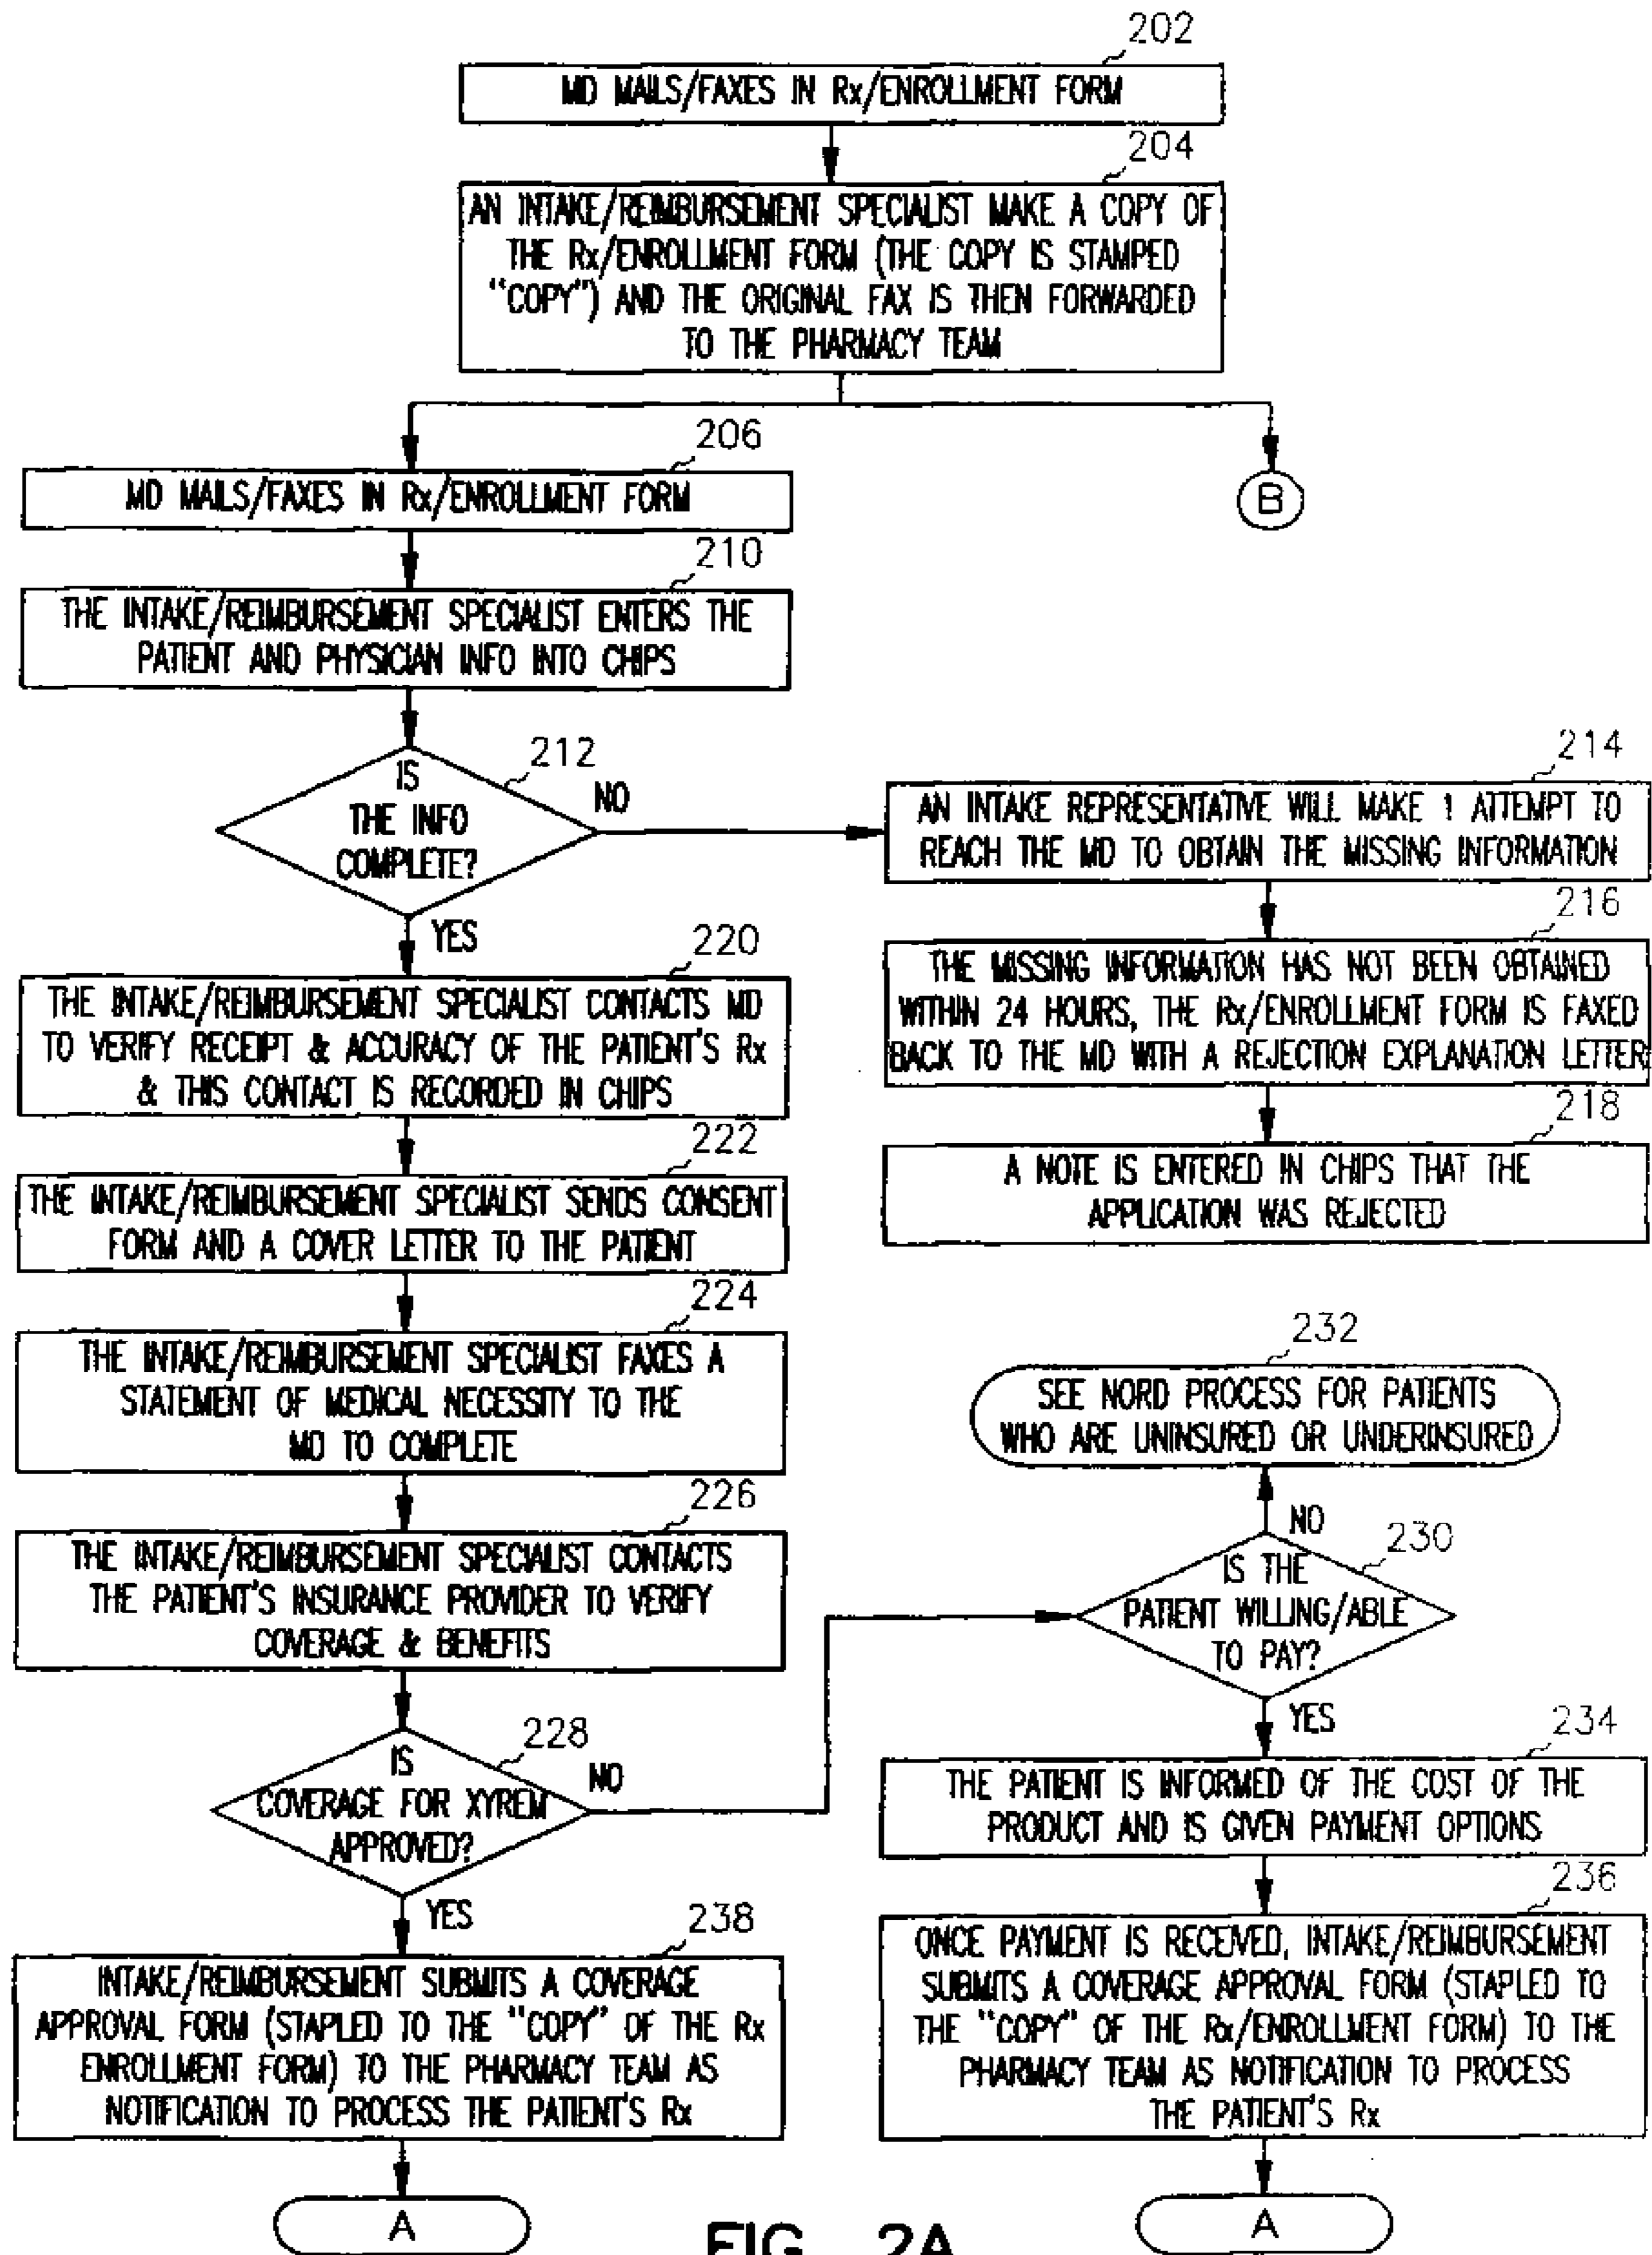 202
MD MAILS/FAXES IN Rx/ENROLLMENT FORM
204
AN INTAKE/REIMBURSEMENT SPECIALIST MAKE A COPY OF
THE Rx/ENROLLMENT FORM (THE COPY IS STAMPED
"COPY") AND THE ORIGINAL FAX IS THEN FORWARDED
TO THE PHARMACY TEAM
206
MD MAILS/FAXES IN Rx/ENROLLMENT FORM
B
210
THE INTAKE/REIMBURSEMENT SPECIALIST ENTERS THE
PATIENT AND PHYSICIAN INFO INTO CHIPS
212
IS
THE INFO
COMPLETE?
NO
YES
214
AN INTAKE REPRESENTATIVE WILL MAKE 1 ATTEMPT TO
REACH THE MD TO OBTAIN THE MISSING INFORMATION
216
THE MISSING INFORMATION HAS NOT BEEN OBTAINED
WITHIN 24 HOURS, THE Rx/ENROLLMENT FORM IS FAXED
BACK TO THE MD WITH A REJECTION EXPLANATION LETTER
218
A NOTE IS ENTERED IN CHIPS THAT THE
APPLICATION WAS REJECTED
220
THE INTAKE/REIMBURSEMENT SPECIALIST CONTACTS MD
TO VERIFY RECEIPT & ACCURACY OF THE PATIENT'S Rx
& THIS CONTACT IS RECORDED IN CHIPS
222
THE INTAKE/REIMBURSEMENT SPECIALIST SENDS CONSENT
FORM AND A COVER LETTER TO THE PATIENT
224
THE INTAKE/REIMBURSEMENT SPECIALIST FAXES A
STATEMENT OF MEDICAL NECESSITY TO THE
MD TO COMPLETE
226
THE INTAKE/REIMBURSEMENT SPECIALIST CONTACTS
THE PATIENT'S INSURANCE PROVIDER TO VERIFY
COVERAGE & BENEFITS
228
IS
COVERAGE FOR XYREM
APPROVED?
NO
YES
232
SEE NORD PROCESS FOR PATIENTS
WHO ARE UNINSURED OR UNDERINSURED
NO
230
IS THE
PATIENT WILLING/ABLE
TO PAY?
YES
234
THE PATIENT IS INFORMED OF THE COST OF THE
PRODUCT AND IS GIVEN PAYMENT OPTIONS
236
ONCE PAYMENT IS RECEIVED, INTAKE/REIMBURSEMENT
SUBMITS A COVERAGE APPROVAL FORM (STAPLED TO
THE "COPY" OF THE Rx/ENROLLMENT FORM) TO THE
PHARMACY TEAM AS NOTIFICATION TO PROCESS
THE PATIENT'S Rx
A
238
INTAKE/REIMBURSEMENT SUBMITS A COVERAGE
APPROVAL FORM (STAPLED TO THE "COPY" OF THE Rx
ENROLLMENT FORM) TO THE PHARMACY TEAM AS
NOTIFICATION TO PROCESS THE PATIENT'S Rx
A
FIG. 2A